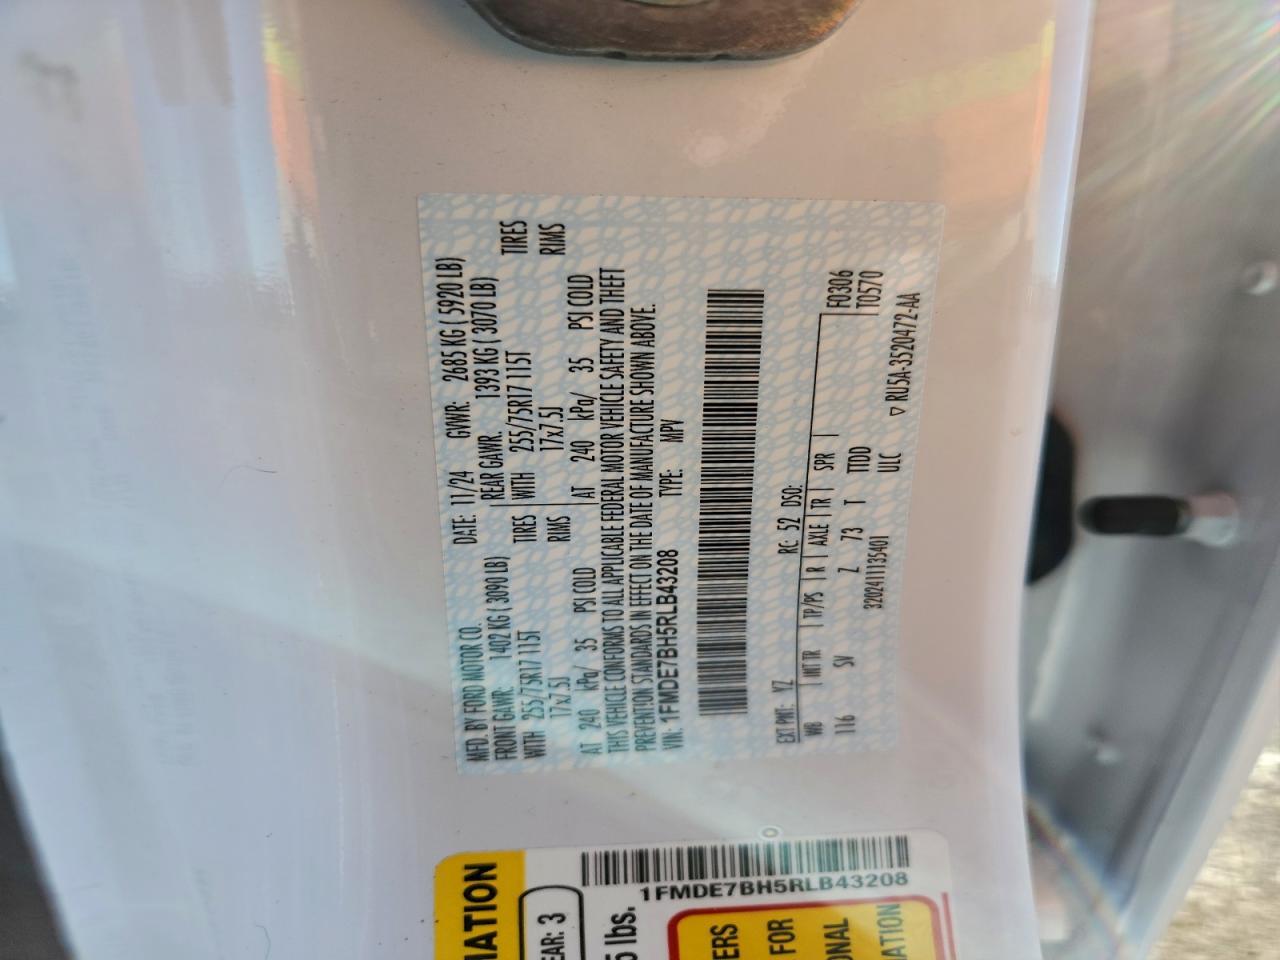 MFD. BY FORD MOTOR CO.
DATE: 11/24 GVWR: 2685 KG ( 5920 LB)
FRONT GAWR: 1402 KG ( 3090 LB) REAR GAWR: 1393 KG ( 3070 LB)
WITH 255/75R17 115T TIRES WITH 255/75R17 115T TIRES
17x7.5J RIMS 17x7.5J RIMS
AT 240 kPa/ 35 PSI COLD AT 240 kPa/ 35 PSI COLD
THIS VEHICLE CONFORMS TO ALL APPLICABLE FEDERAL MOTOR VEHICLE SAFETY AND THEFT
PREVENTION STANDARDS IN EFFECT ON THE DATE OF MANUFACTURE SHOWN ABOVE.
VIN: 1FMDE7BH5RLB43208 TYPE: MPV
EXT PNT: YZ RC: 52 DSO: F0306
WB | INT TR | TP/PS | R | AXLE | TR | SPR | T0570
116 SV Z 73 T TTDD
320241113540I ULC ▽ RU5A-3520472-AA
1FMDE7BH5RLB43208
MATION
EAR: 3
5 lbs.
ERS
FOR
ONAL
ATION